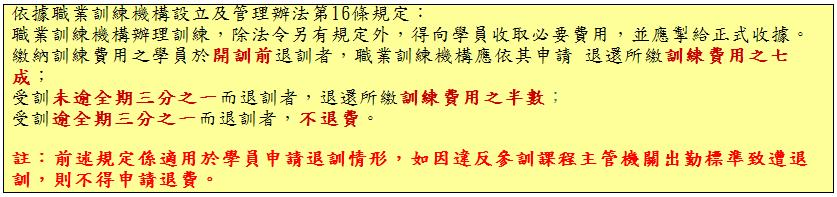 依據職業訓練機構設立及管理辦法第16條規定：
職業訓練機構辦理訓練，除法令另有規定外，得向學員收取必要費用，並應掣給正式收據。
繳納訓練費用之學員於開訓前退訓者，職業訓練機構應依其申請 退還所繳訓練費用之七
成；
受訓未逾全期三分之一而退訓者，退還所繳訓練費用之半數；
受訓逾全期三分之一而退訓者，不退費。
註：前述規定係適用於學員申請退訓情形，如因違反參訓課程主管機關出勤標準致遭退
訓，則不得申請退費。